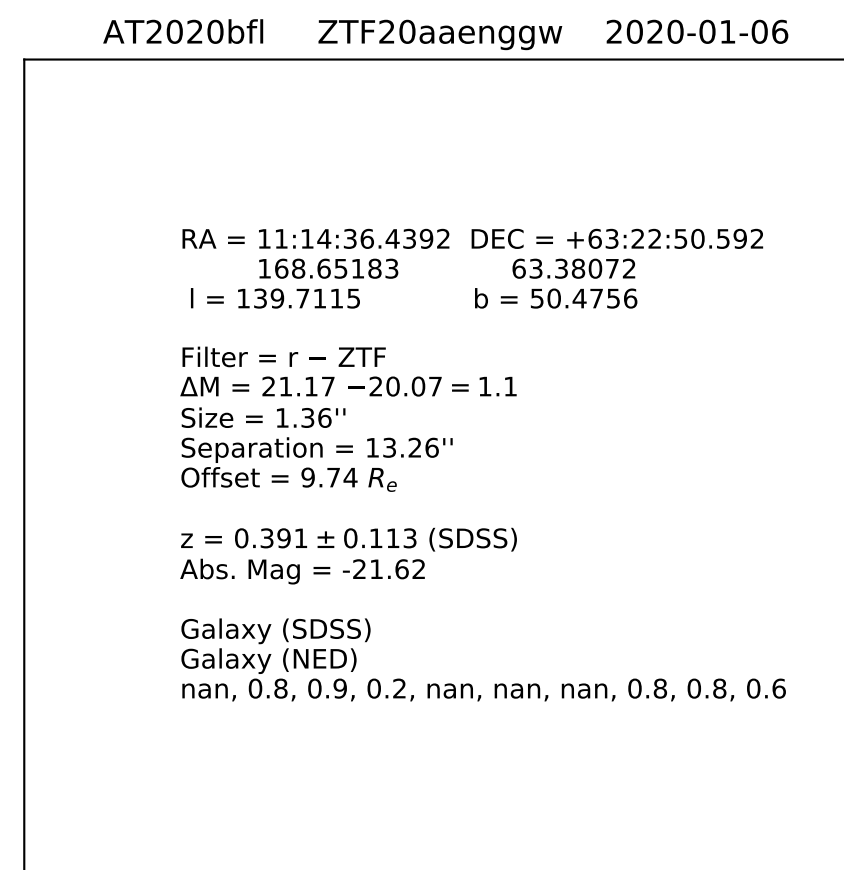 AT2020bfl ZTF20aaenggw 2020-01-06
RA = 11:14:36.4392 DEC = +63:22:50.592
168.65183 63.38072
l = 139.7115 b = 50.4756
Filter = r − ZTF
ΔM = 21.17 −20.07 = 1.1
Size = 1.36''
Separation = 13.26''
Offset = 9.74 Rₑ
z = 0.391 ± 0.113 (SDSS)
Abs. Mag = -21.62
Galaxy (SDSS)
Galaxy (NED)
nan, 0.8, 0.9, 0.2, nan, nan, nan, 0.8, 0.8, 0.6